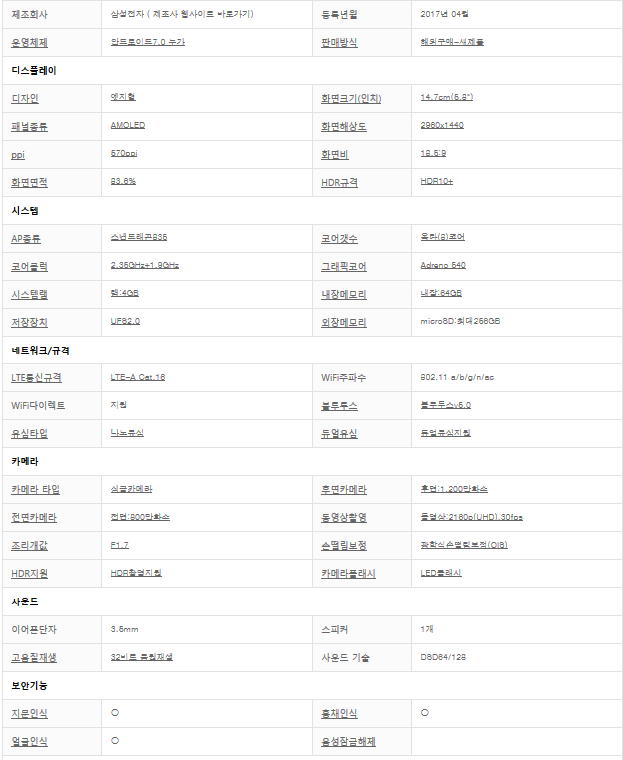 제조회사 삼성전자 ( 제조사 웹사이트 바로가기) 등록년월 2017년 04월
운영체제 안드로이드7.0 누가 판매방식 해외구매-새제품
디스플레이
디자인 엣지형 화면크기(인치) 14.7cm(5.8")
패널종류 AMOLED 화면해상도 2960x1440
ppi 570ppi 화면비 18.5:9
화면면적 83.6% HDR규격 HDR10+
시스템
AP종류 스냅드래곤835 코어갯수 옥타(8)코어
코어클럭 2.35GHz+1.9GHz 그래픽코어 Adreno 540
시스템램 램:4GB 내장메모리 내장:64GB
저장장치 UFS2.0 외장메모리 microSD:최대256GB
네트워크/규격
LTE통신규격 LTE-A Cat.16 WiFi주파수 802.11 a/b/g/n/ac
WiFi다이렉트 지원 블루투스 블루투스v5.0
유심타입 나노유심 듀얼유심 듀얼유심지원
카메라
카메라 타입 싱글카메라 후면카메라 후면:1,200만화소
전면카메라 전면:800만화소 동영상촬영 동영상:2160p(UHD),30fps
조리개값 F1.7 손떨림보정 광학식손떨림보정(OIS)
HDR지원 HDR촬영지원 카메라플래시 LED플래시
사운드
이어폰단자 3.5mm 스피커 1개
고음질재생 32비트 음원재생 사운드 기술 DSD64/128
보안기능
지문인식 ○ 홍채인식 ○
얼굴인식 ○ 음성잠금해제